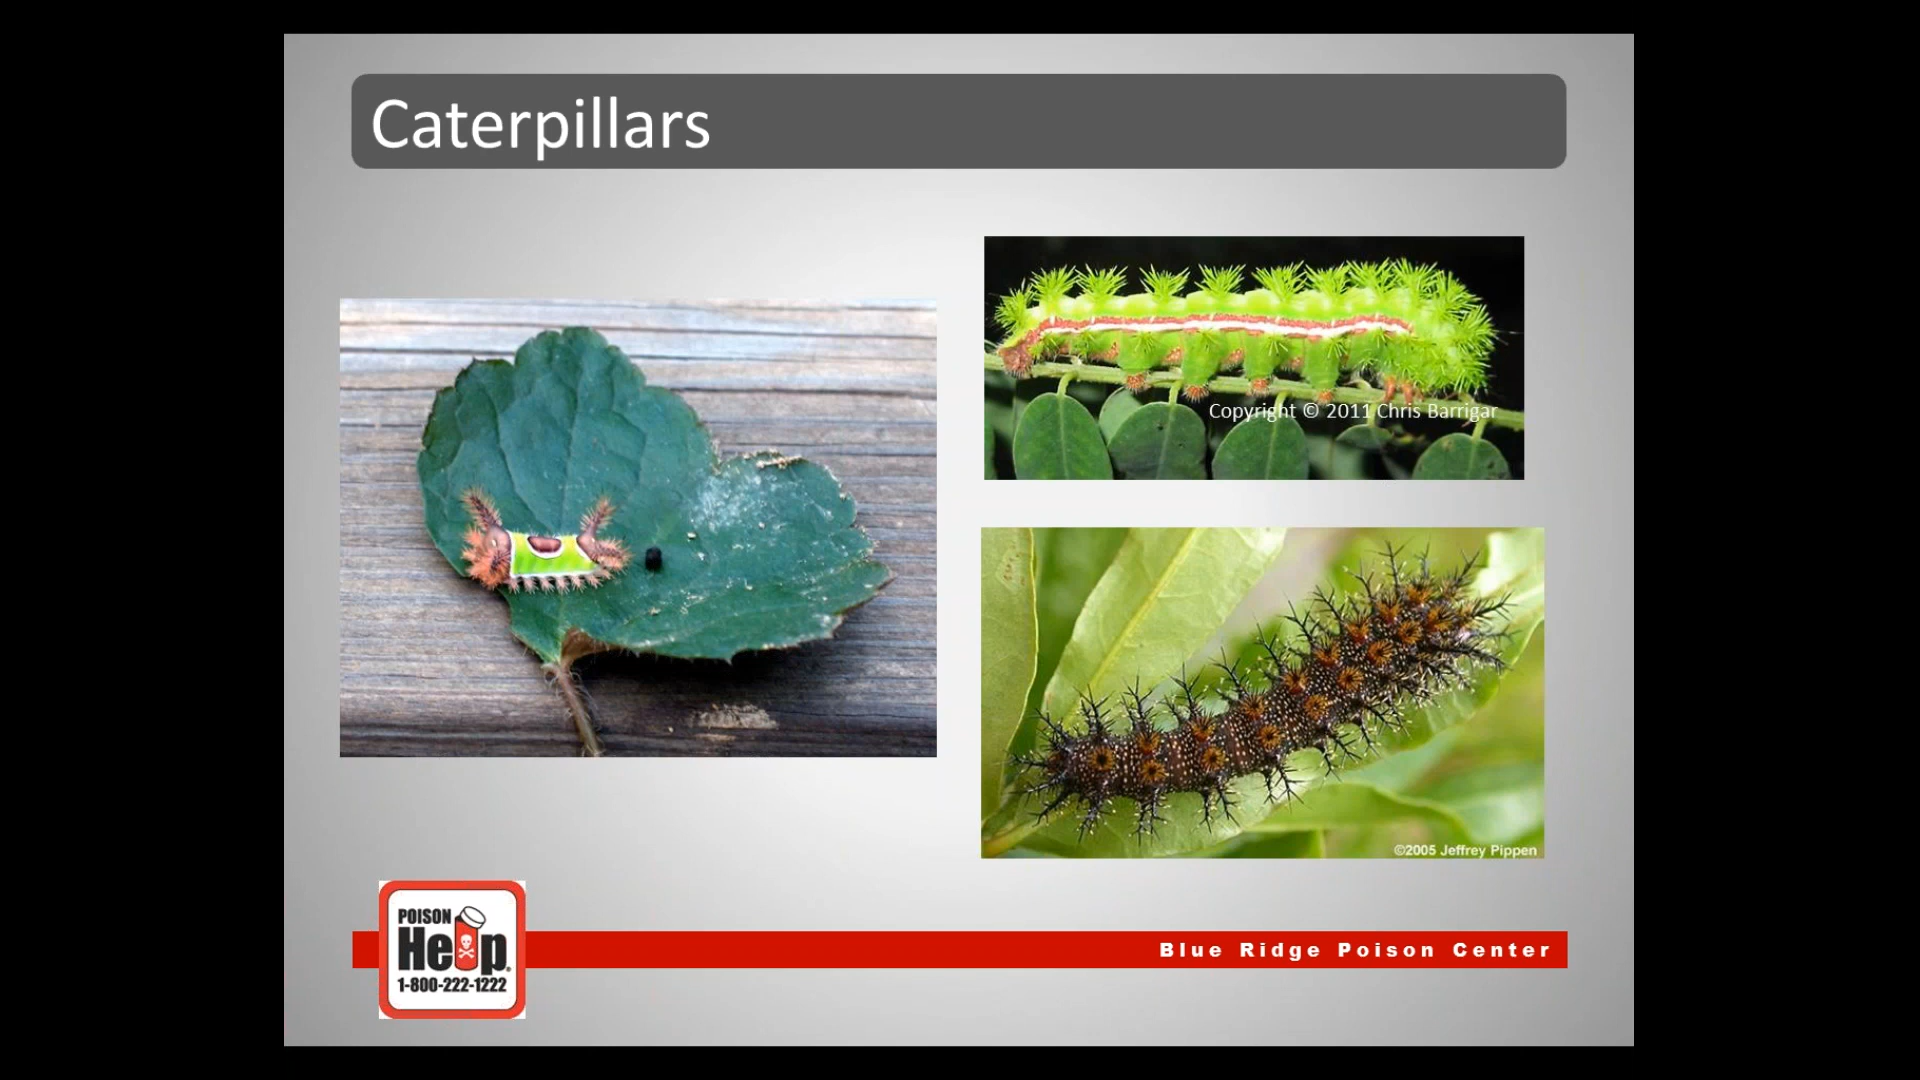 Caterpillars
Copyright © 2011 Chris Barrigar
©2005 Jeffrey Pippen
POISON
Help®
1-800-222-1222
Blue Ridge Poison Center